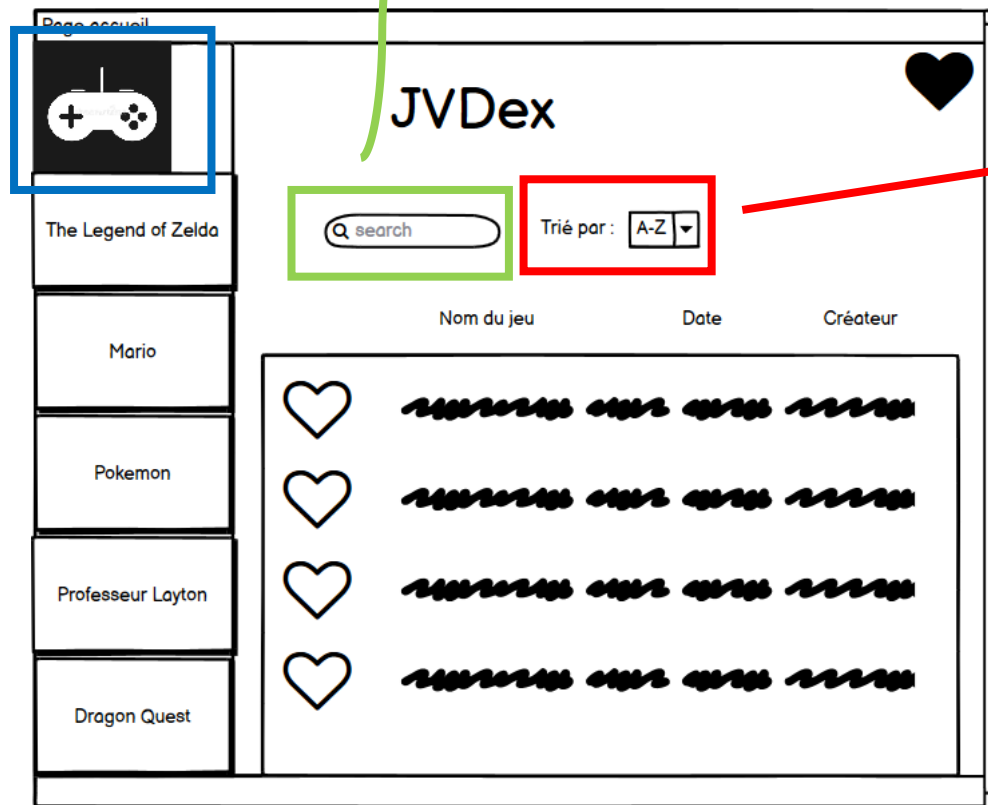 Page accueil
JVDex
The Legend of Zelda
search
Trié par :
A-Z
Nom du jeu
Date
Créateur
Mario
Pokemon
Professeur Layton
Dragon Quest